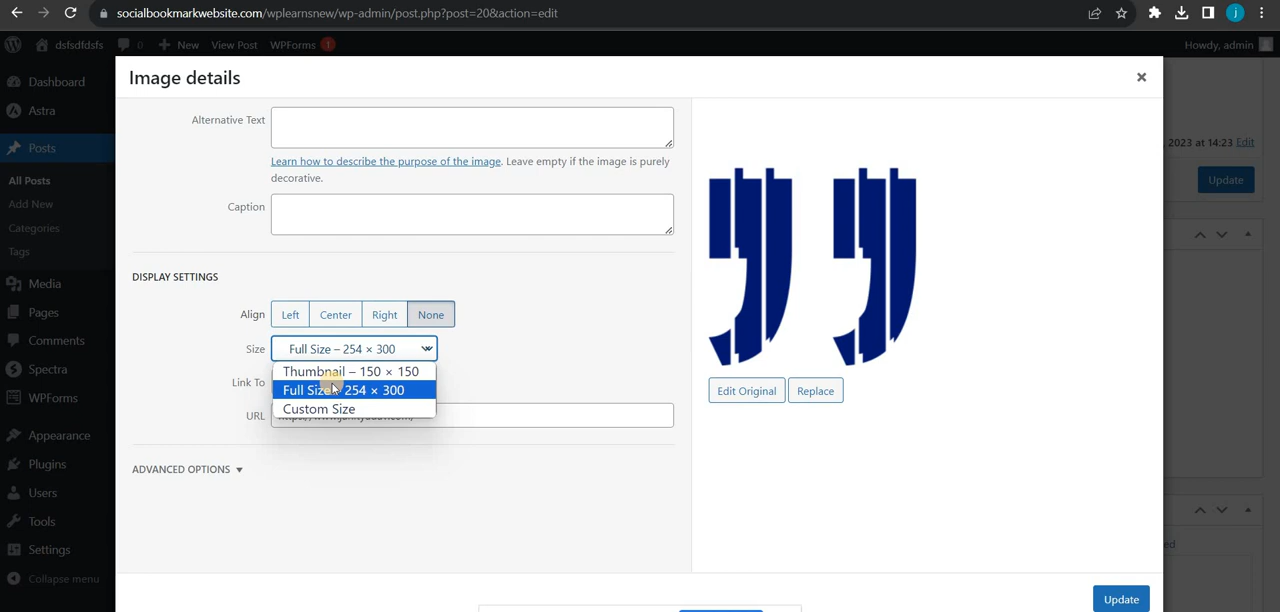 socialbookmarkwebsite.com/wplearnsnew/wp-admin/post.php?post=20&action=edit
j
dsfsdfdsfs 0 New View Post WPForms 1 Howdy, admin
Image details
Dashboard
Astra
Posts
All Posts
Add New
Categories
Tags
Media
Pages
Comments
Spectra
WPForms
Appearance
Plugins
Users
Tools
Settings
Collapse menu
Alternative Text
Learn how to describe the purpose of the image. Leave empty if the image is purely
decorative.
Caption
DISPLAY SETTINGS
Align Left Center Right None
Size Full Size – 254 × 300
Thumbnail – 150 × 150
Link To
Full Size 254 × 300
Custom Size
URL
ADVANCED OPTIONS
Edit Original Replace
, 2023 at 14:23 Edit
Update
Update